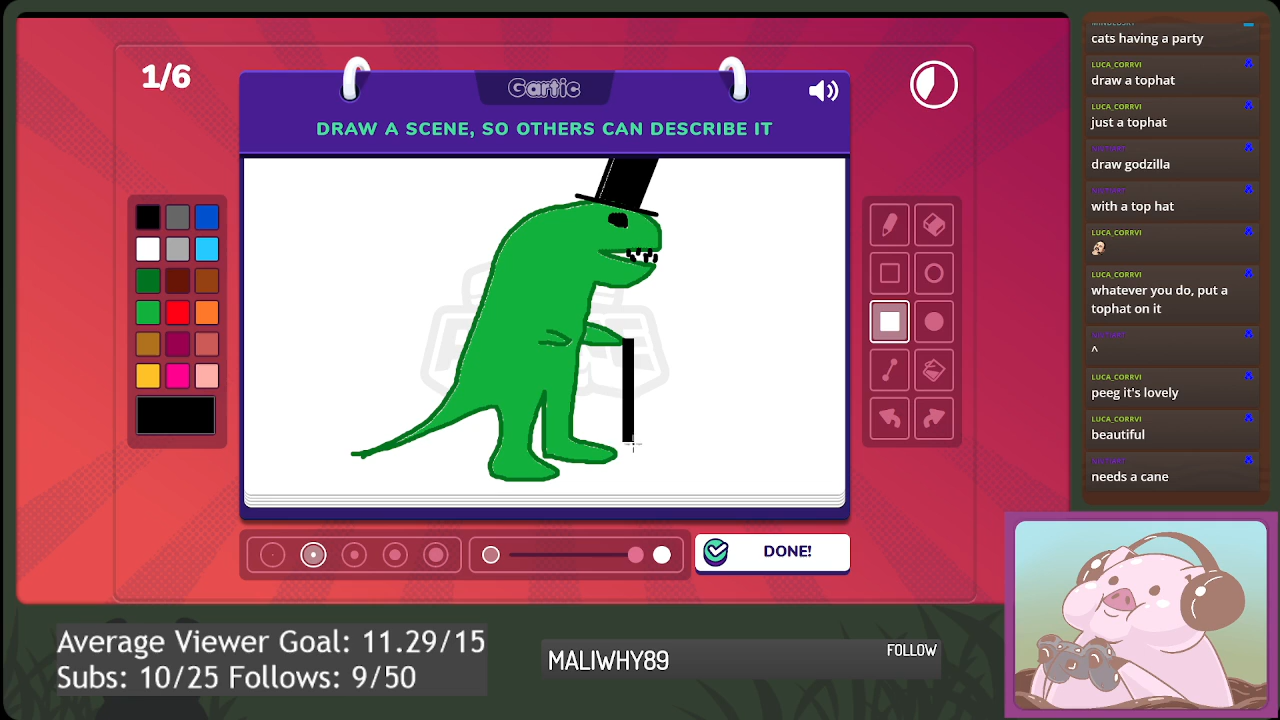 1/6
Gartic
DRAW A SCENE, SO OTHERS CAN DESCRIBE IT
DONE!
cats having a party
LUCA_CORRVI
draw a tophat
LUCA_CORRVI
just a tophat
draw godzilla
with a top hat
LUCA_CORRVI
LUCA_CORRVI
whatever you do, put a
tophat on it
^
LUCA_CORRVI
peeg it's lovely
LUCA_CORRVI
beautiful
needs a cane
Average Viewer Goal: 11.29/15
Subs: 10/25 Follows: 9/50
MALIWHY89
FOLLOW